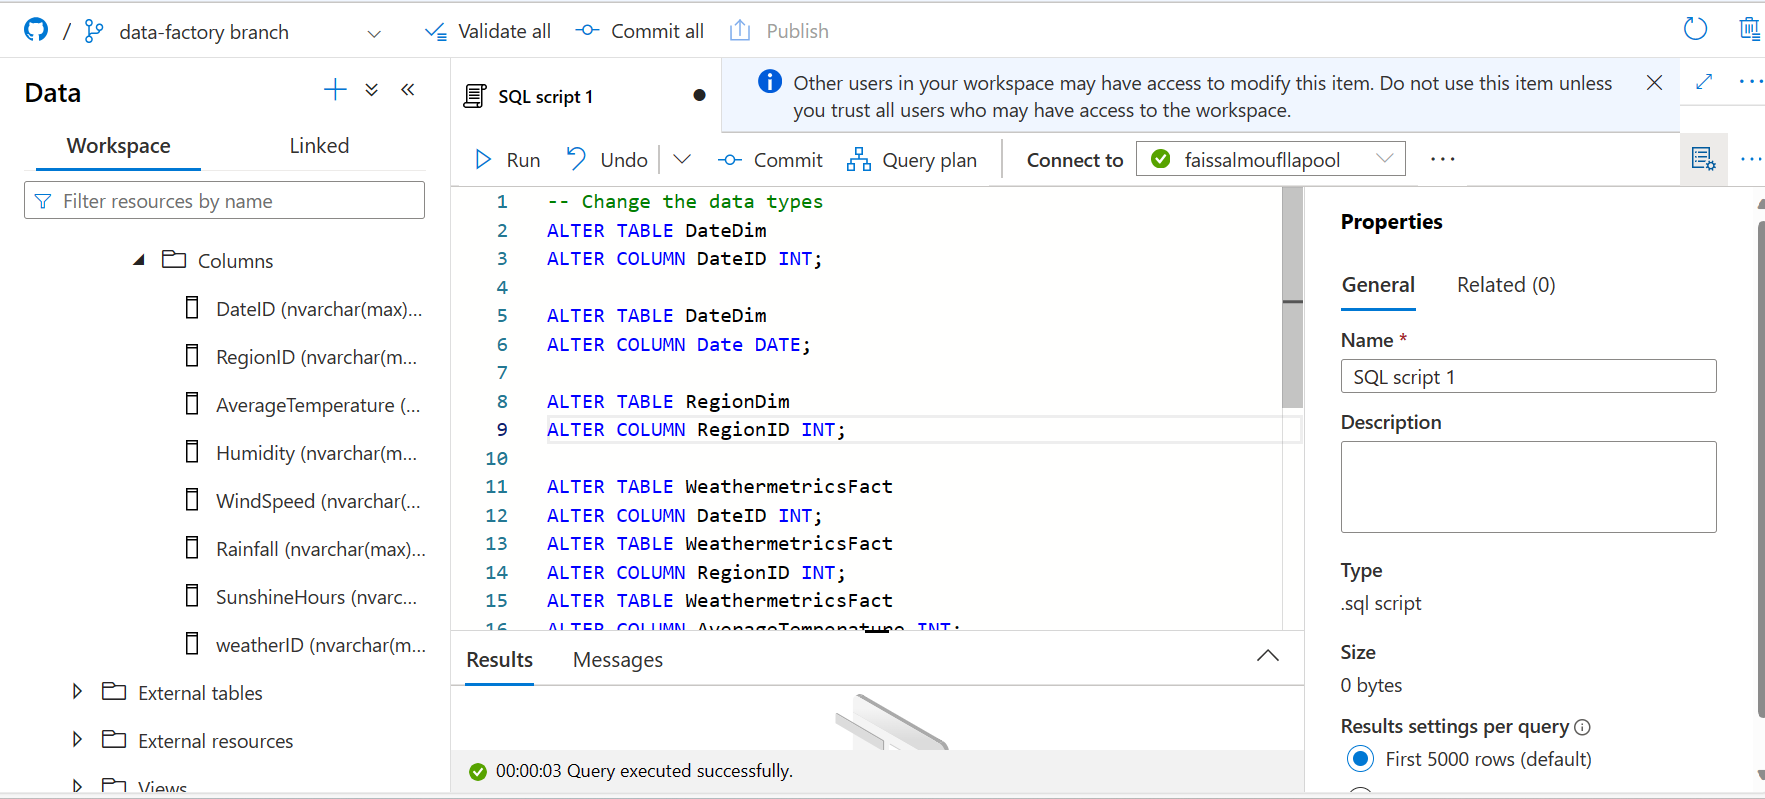 / data-factory branch Validate all Commit all Publish
Data
Workspace Linked
Filter resources by name
Columns
DateID (nvarchar(max)...
RegionID (nvarchar(m...
AverageTemperature (...
Humidity (nvarchar(m...
WindSpeed (nvarchar(...
Rainfall (nvarchar(max)...
SunshineHours (nvarc...
weatherID (nvarchar(m...
External tables
External resources
Views
SQL script 1
Other users in your workspace may have access to modify this item. Do not use this item unless
you trust all users who may have access to the workspace.
Run Undo Commit Query plan Connect to faissalmoufllapool
1 -- Change the data types
2 ALTER TABLE DateDim
3 ALTER COLUMN DateID INT;
4
5 ALTER TABLE DateDim
6 ALTER COLUMN Date DATE;
7
8 ALTER TABLE RegionDim
9 ALTER COLUMN RegionID INT;
10
11 ALTER TABLE WeathermetricsFact
12 ALTER COLUMN DateID INT;
13 ALTER TABLE WeathermetricsFact
14 ALTER COLUMN RegionID INT;
15 ALTER TABLE WeathermetricsFact
16 ALTER COLUMN AverageTemperature INT;
Results Messages
00:00:03 Query executed successfully.
Properties
General Related (0)
Name *
SQL script 1
Description
Type
.sql script
Size
0 bytes
Results settings per query
First 5000 rows (default)